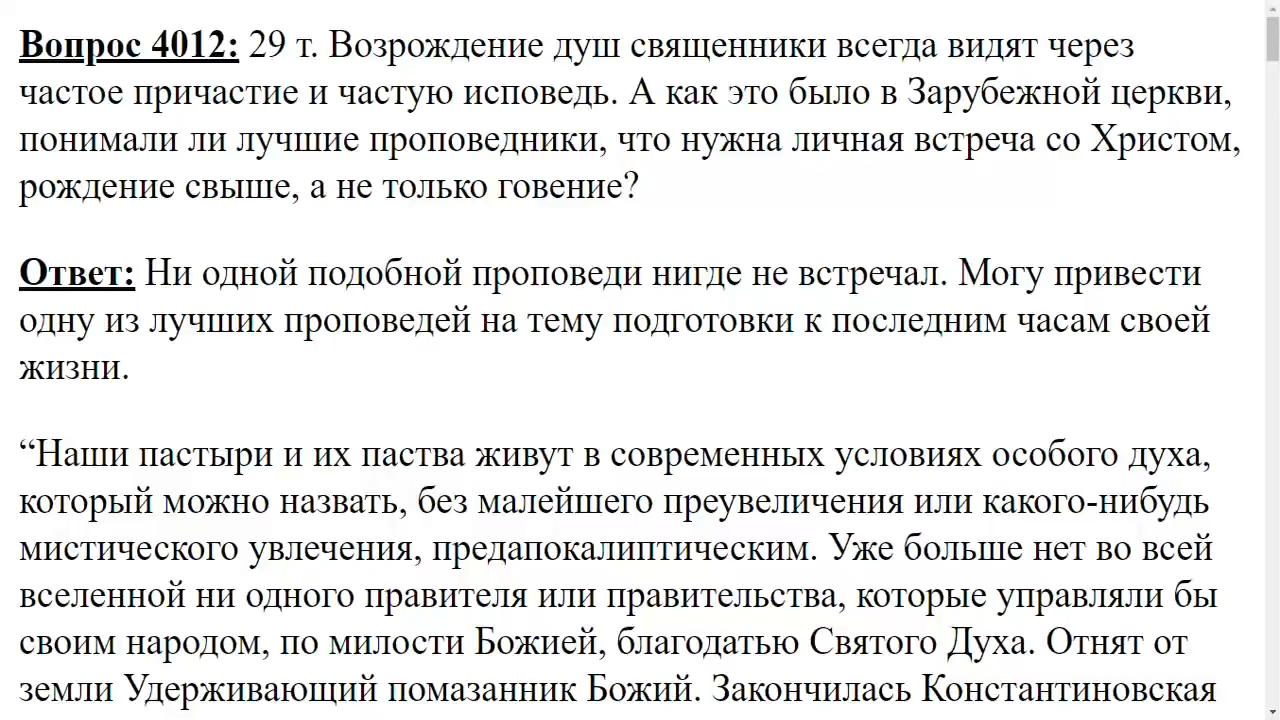 Вопрос 4012: 29 т. Возрождение душ священники всегда видят через
частое причастие и частую исповедь. А как это было в Зарубежной церкви,
понимали ли лучшие проповедники, что нужна личная встреча со Христом,
рождение свыше, а не только говение?
Ответ: Ни одной подобной проповеди нигде не встречал. Могу привести
одну из лучших проповедей на тему подготовки к последним часам своей
жизни.
“Наши пастыри и их паства живут в современных условиях особого духа,
который можно назвать, без малейшего преувеличения или какого-нибудь
мистического увлечения, предапокалиптическим. Уже больше нет во всей
вселенной ни одного правителя или правительства, которые управляли бы
своим народом, по милости Божией, благодатью Святого Духа. Отнят от
земли Удерживающий помазанник Божий. Закончилась Константиновская